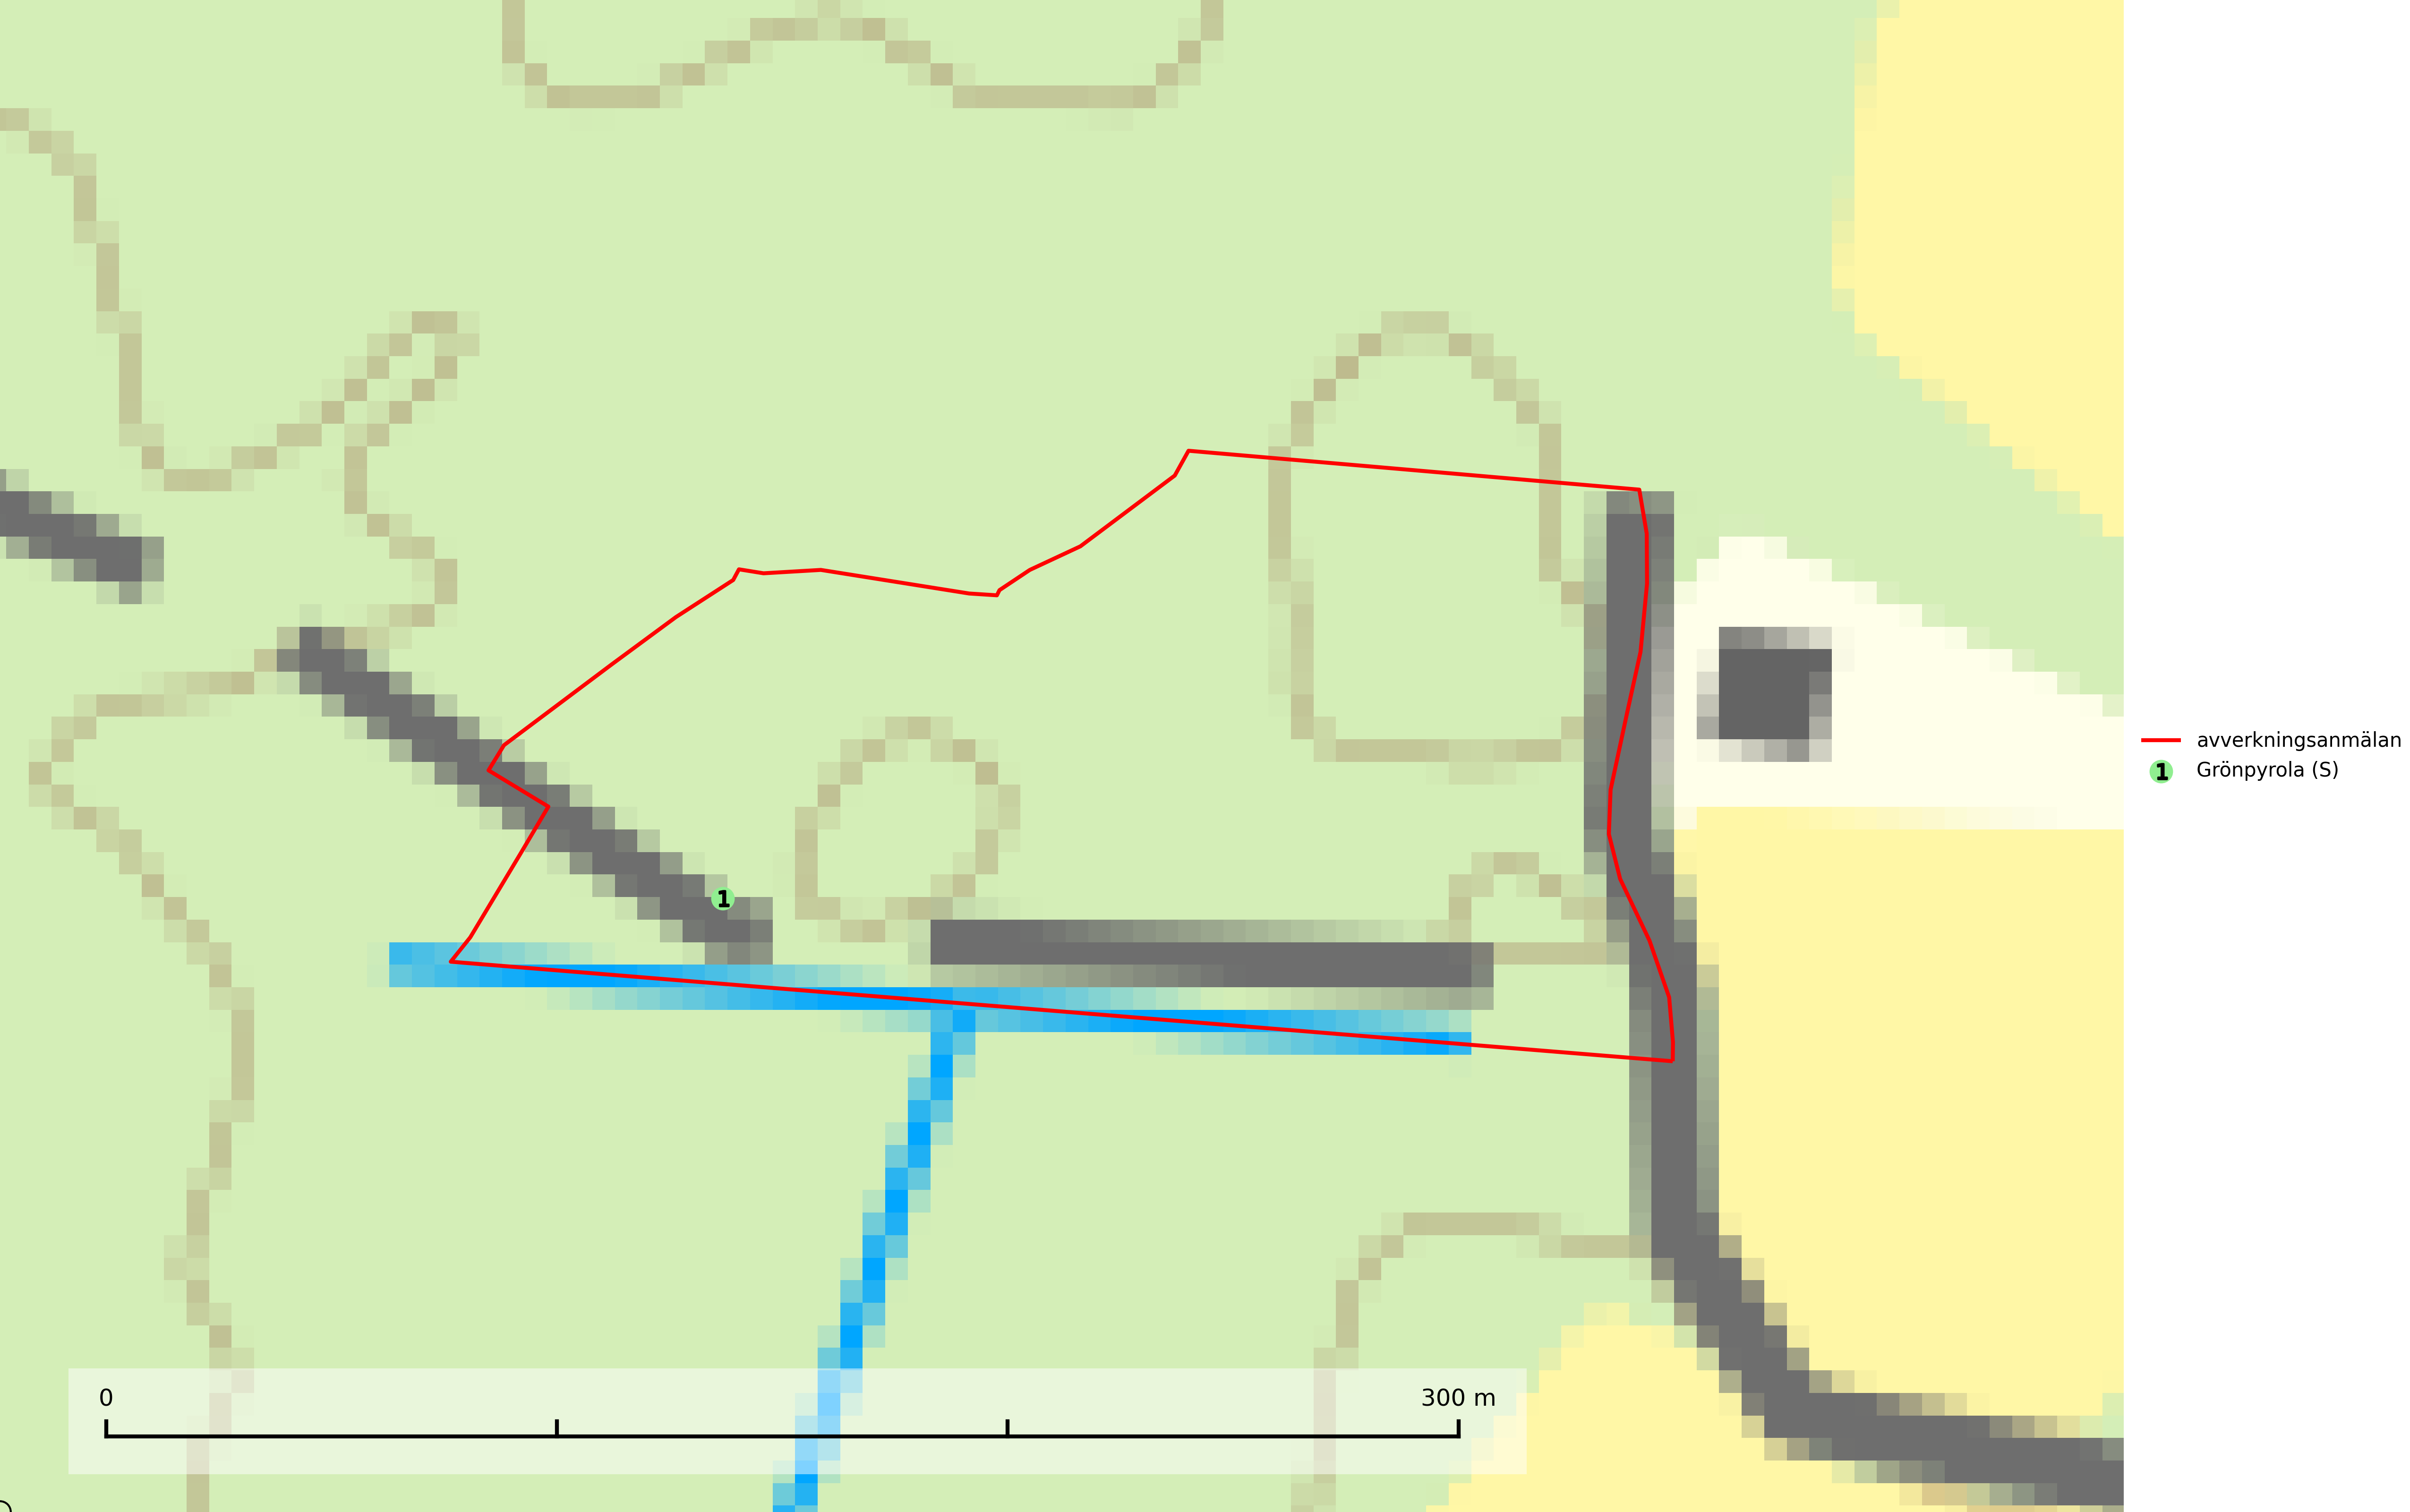 1
avverkningsanmälan
1 Grönpyrola (S)
0 300 m